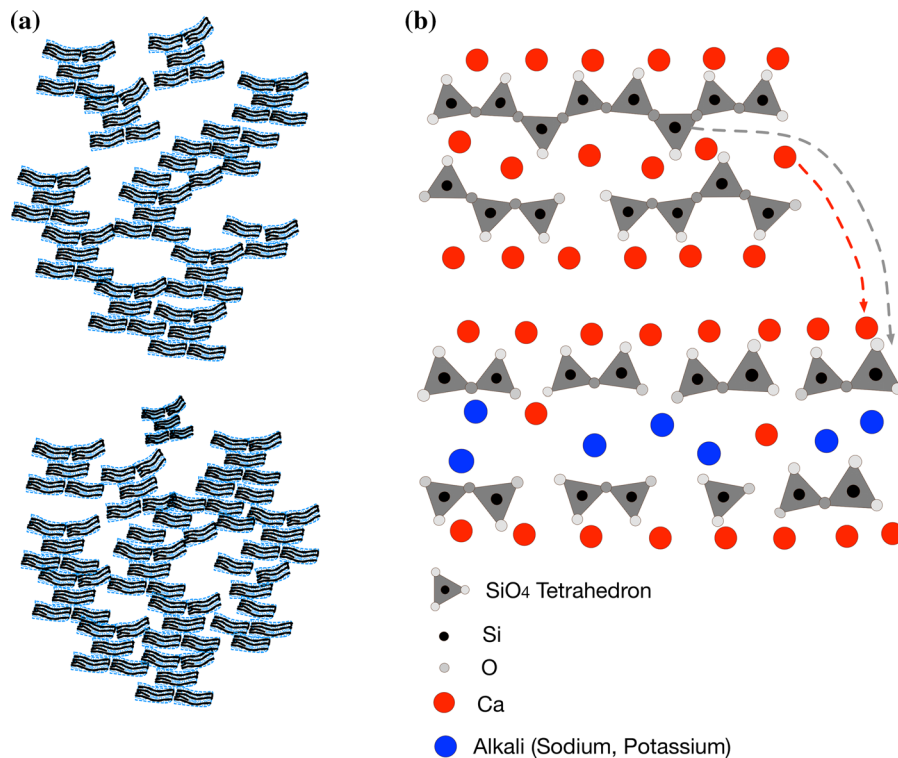 (a)
(b)
SiO4 Tetrahedron
Si
O
Ca
Alkali (Sodium, Potassium)